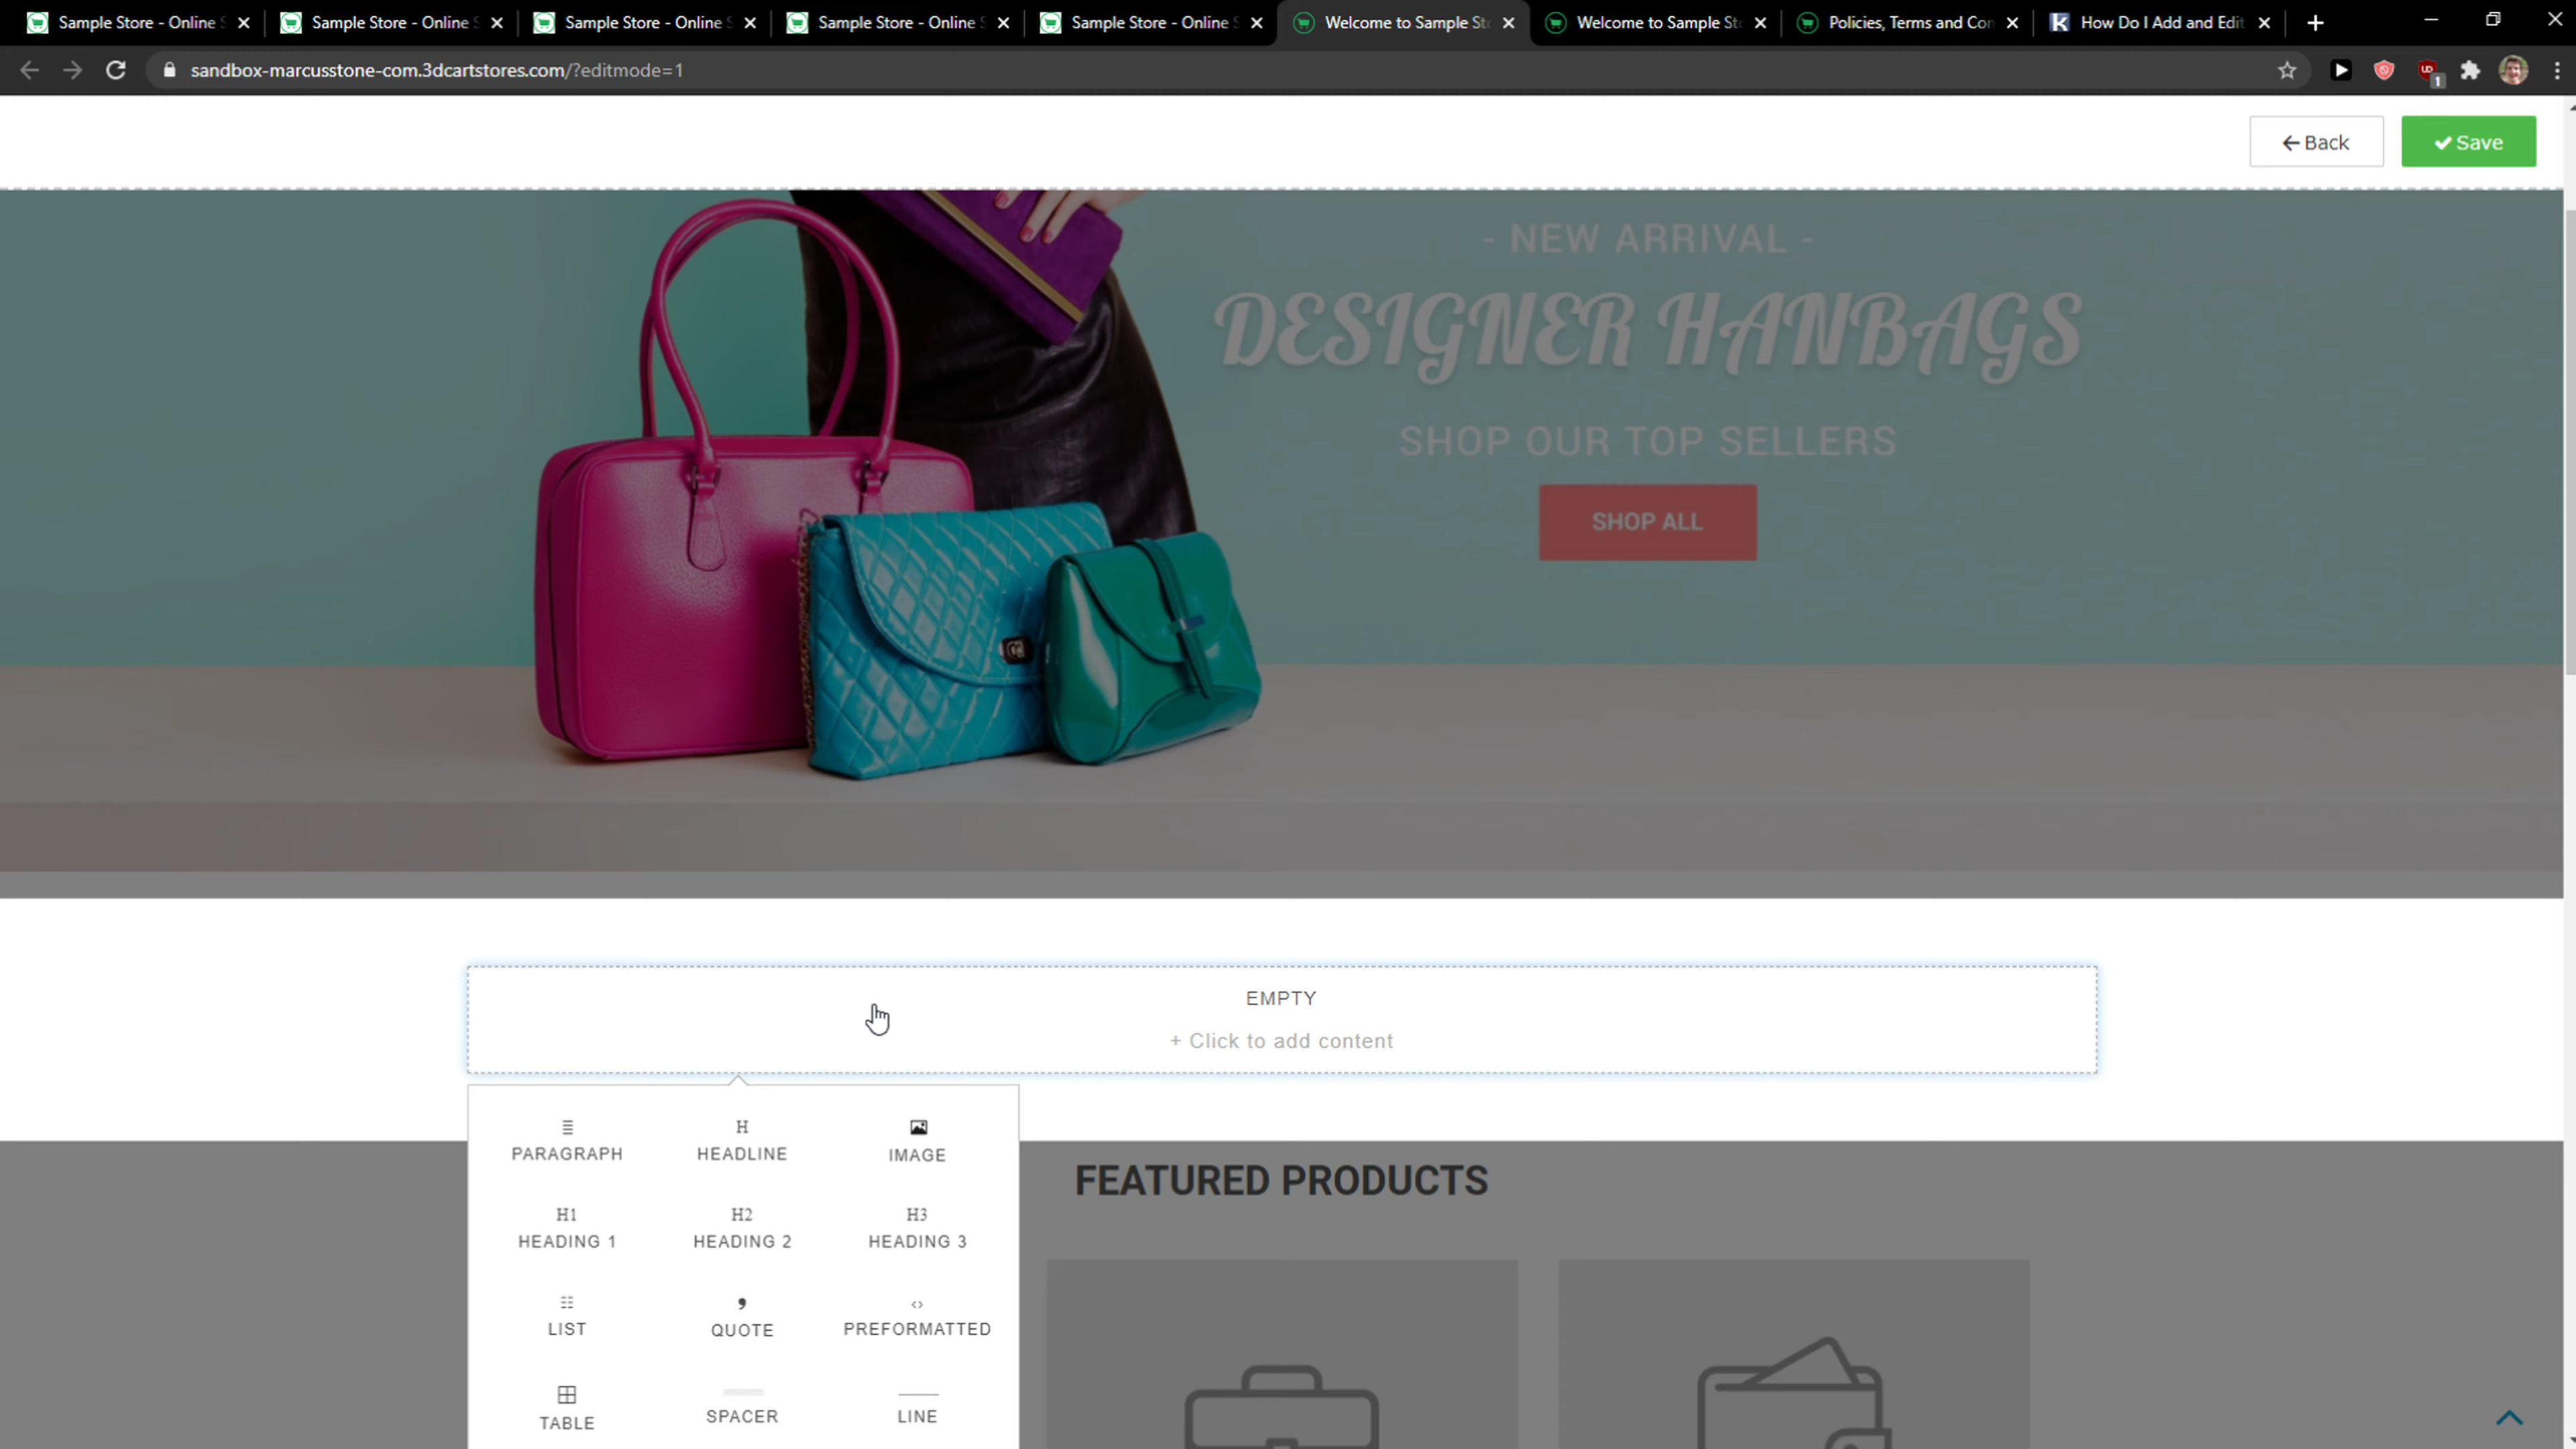 Sample Store - Online S
Sample Store - Online S
Sample Store - Online S
Sample Store - Online S
Sample Store - Online S
Welcome to Sample Sto
Welcome to Sample Sto
Policies, Terms and Con
How Do I Add and Edit
sandbox-marcusstone-com.3dcartstores.com/?editmode=1
1
Back
Save
- NEW ARRIVAL -
DESIGNER HANBAGS
SHOP OUR TOP SELLERS
SHOP ALL
EMPTY
+ Click to add content
PARAGRAPH
H
HEADLINE
IMAGE
H1
HEADING 1
H2
HEADING 2
H3
HEADING 3
LIST
QUOTE
PREFORMATTED
TABLE
SPACER
LINE
FEATURED PRODUCTS